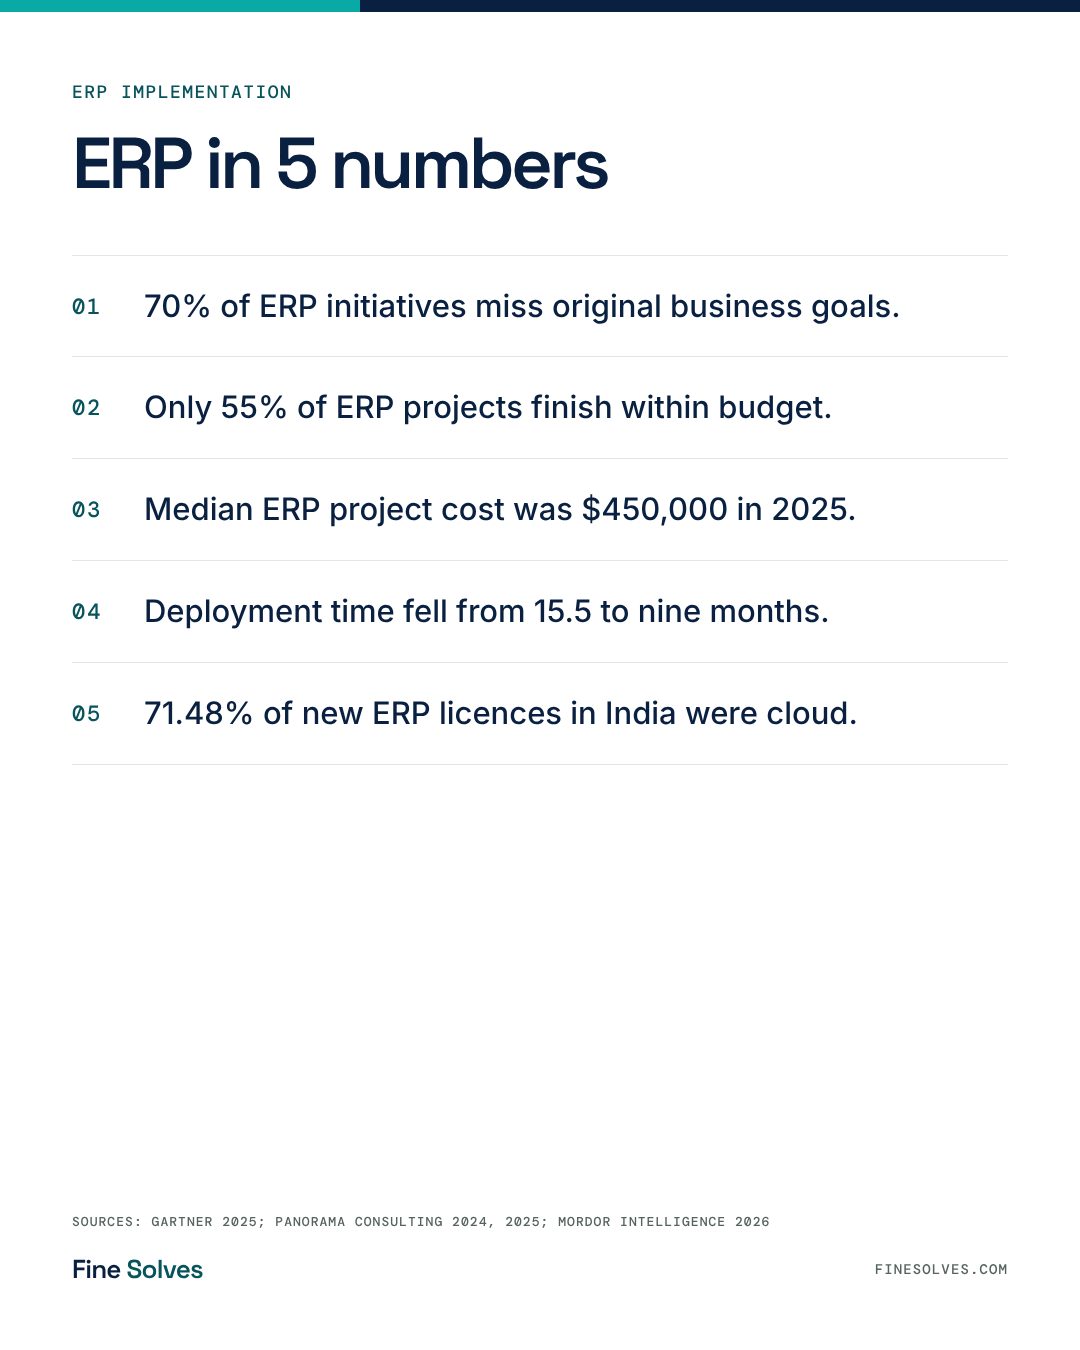 ERP IMPLEMENTATION
ERP in 5 numbers
01 70% of ERP initiatives miss original business goals.
02 Only 55% of ERP projects finish within budget.
03 Median ERP project cost was $450,000 in 2025.
04 Deployment time fell from 15.5 to nine months.
05 71.48% of new ERP licences in India were cloud.
SOURCES: GARTNER 2025; PANORAMA CONSULTING 2024, 2025; MORDOR INTELLIGENCE 2026
Fine Solves
FINESOLVES.COM